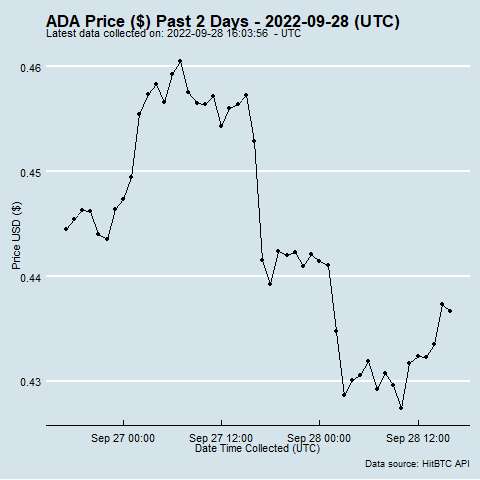 ADA Price ($) Past 2 Days - 2022-09-28 (UTC)
Latest data collected on: 2022-09-28 16:03:56  - UTC
0.46
0.45
0.44
0.43
Price USD ($)
Sep 27 00:00
Sep 27 12:00
Sep 28 00:00
Sep 28 12:00
Date Time Collected (UTC)
Data source: HitBTC API